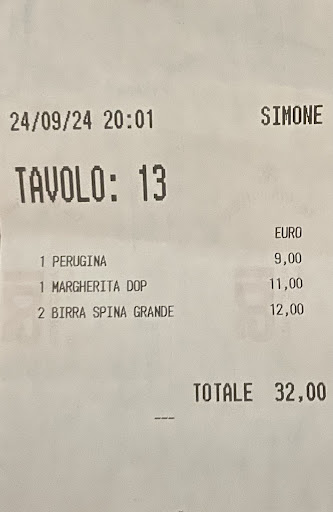 24/09/24 20:01 SIMONE
TAVOLO: 13
EURO
1 PERUGINA 9,00
1 MARGHERITA DOP 11,00
2 BIRRA SPINA GRANDE 12,00
TOTALE 32,00
---